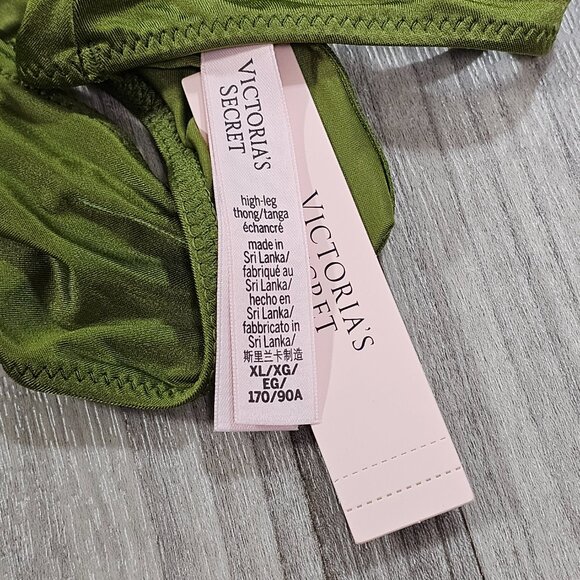 VICTORIA'S
SECRET
high-leg
thong/tanga
échancré
made in
Sri Lanka/
fabriqué au
Sri Lanka/
hecho en
Sri Lanka/
fabbricato in
Sri Lanka/
斯里兰卡制造
XL/XG/
EG/
170/90A
VICTORIA'S
CRET